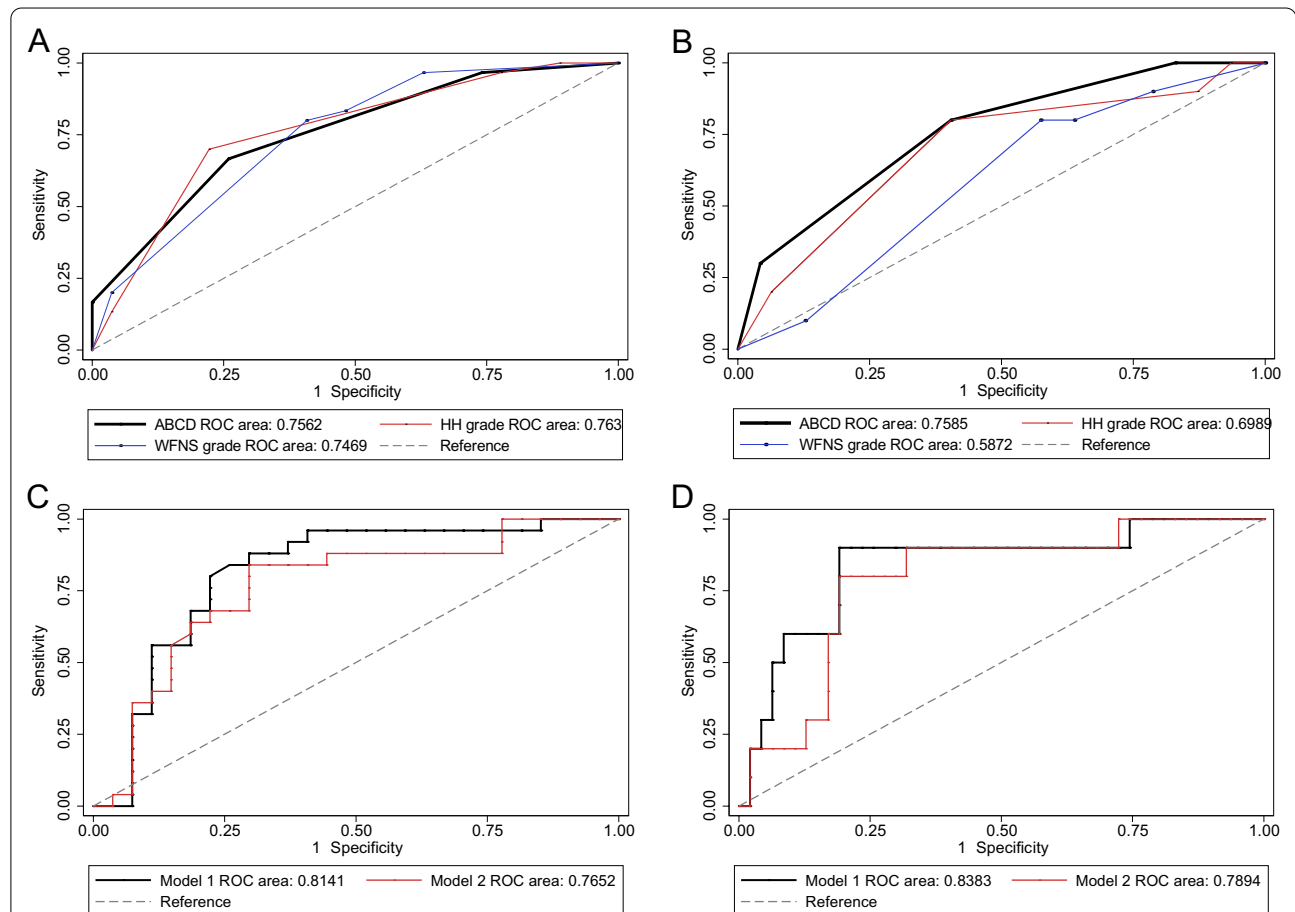 A
Sensitivity
1.00
0.75
0.50
0.25
0.00
0.00 0.25 0.50 0.75 1.00
1 Specificity
ABCD ROC area: 0.7562 HH grade ROC area: 0.763
WFNS grade ROC area: 0.7469 Reference
B
Sensitivity
1.00
0.75
0.50
0.25
0.00
0.00 0.25 0.50 0.75 1.00
1 Specificity
ABCD ROC area: 0.7585 HH grade ROC area: 0.6989
WFNS grade ROC area: 0.5872 Reference
C
Sensitivity
1.00
0.75
0.50
0.25
0.00
0.00 0.25 0.50 0.75 1.00
1 Specificity
Model 1 ROC area: 0.8141 Model 2 ROC area: 0.7652
Reference
D
Sensitivity
1.00
0.75
0.50
0.25
0.00
0.00 0.25 0.50 0.75 1.00
1 Specificity
Model 1 ROC area: 0.8383 Model 2 ROC area: 0.7894
Reference